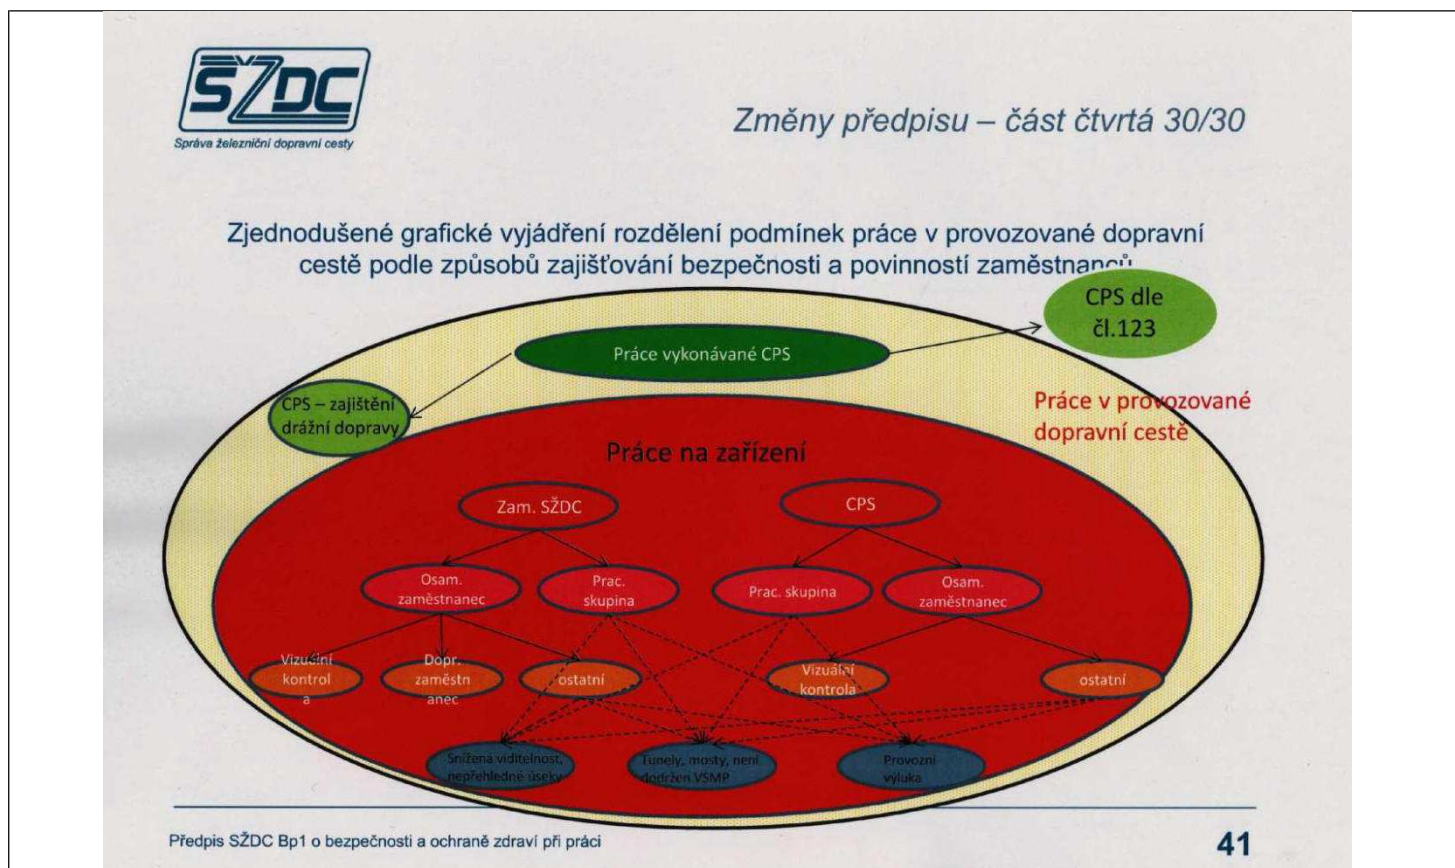 SŽDC
Správa železniční dopravní cesty
Změny předpisu – část čtvrtá 30/30
Zjednodušené grafické vyjádření rozdělení podmínek práce v provozované dopravní
cestě podle způsobů zajišťování bezpečnosti a povinností zaměstnanců
CPS dle
čl.123
Práce vykonávané CPS
CPS – zajištění
drážní dopravy
Práce v provozované
dopravní cestě
Práce na zařízení
Zam. SŽDC
CPS
Osam.
zaměstnanec
Prac.
skupina
Prac. skupina
Osam.
zaměstnanec
Vizuální
kontrol
a
Dopr.
zaměstn
anec
ostatní
Vizuální
kontrola
ostatní
Snížena viditelnost,
nepřehledné úseky
Tunely, mosty, není
dodržen VSMP
Provozní
výluka
Předpis SŽDC Bp1 o bezpečnosti a ochraně zdraví při práci
41